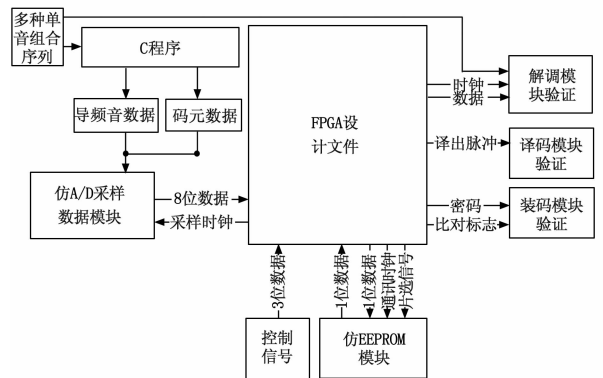 多种单
音组合
序列
C程序
导频音数据
码元数据
仿A/D采样
数据模块
8位数据
采样时钟
FPGA设
计文件
时钟
数据
解调模
块验证
译出脉冲
译码模块
验证
密码
比对标志
装码模块
验证
3位数据
1位数据
1位数据
通讯时钟
片选信号
控制
信号
仿EEPROM
模块